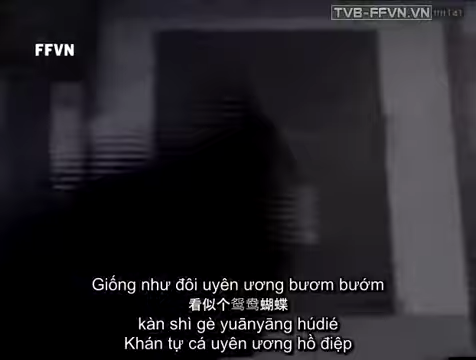 TVB-FFVN.VN
FFVN
Giống như đôi uyên ương bươm bướm
看似个鸳鸯蝴蝶
kàn shì gè yuānyāng húdié
Khán tự cá uyên ương hồ điệp